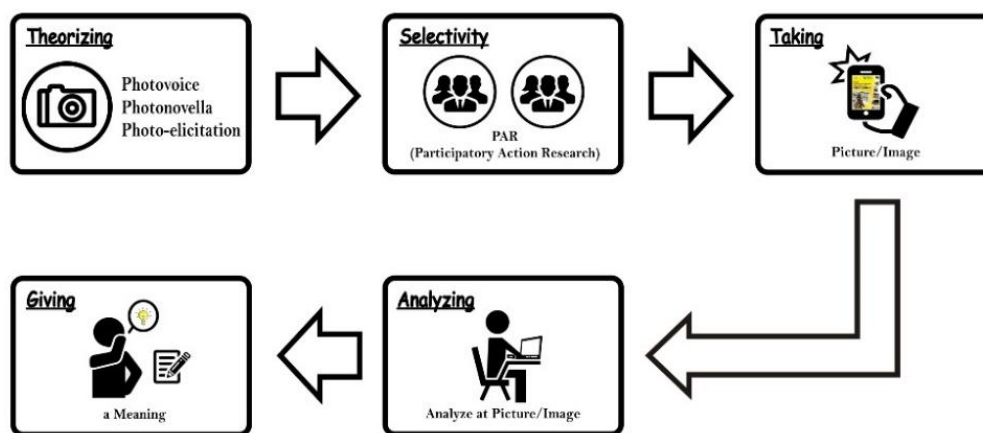 Theorizing
Photovoice
Photonovella
Photo-elicitation
Selectivity
PAR
(Participatory Action Research)
Taking
Picture/Image
Giving
a Meaning
Analyzing
Analyze at Picture/Image